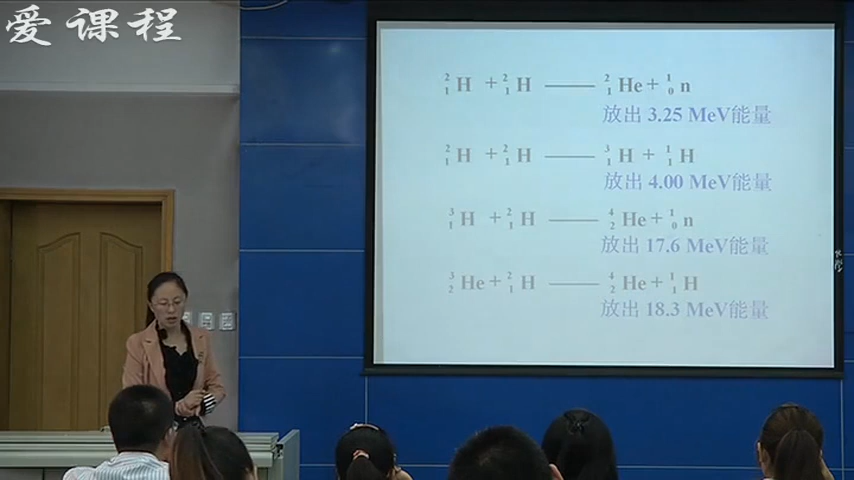 爱课程
²₁H + ²₁H —— ²₁He + ¹₀n
放出 3.25 MeV能量
²₁H + ²₁H —— ³₁H + ¹₁H
放出 4.00 MeV能量
³₁H + ²₁H —— ⁴₂He + ¹₀n
放出 17.6 MeV能量
³₂He + ²₁H —— ⁴₂He + ¹₁H
放出 18.3 MeV能量